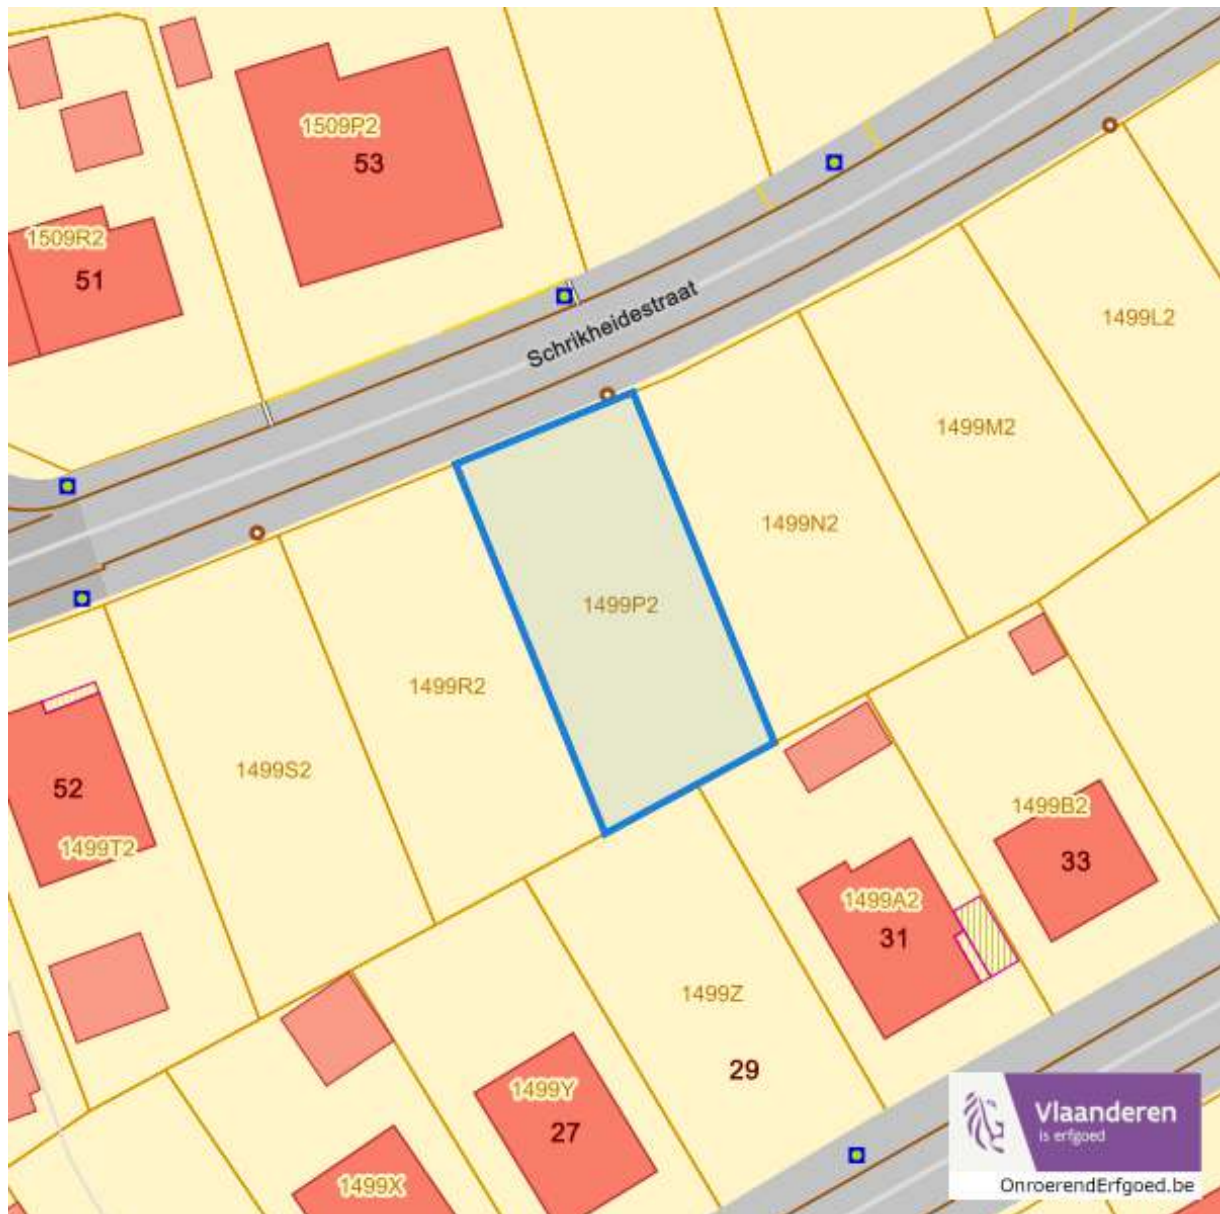 1509P2
53
1509R2
51
Schrikheidestraat
1499L2
1499M2
1499N2
1499P2
1499R2
1499S2
52
1499T2
1499B2
33
1499A2
31
1499Z
29
1499Y
27
1499X
Vlaanderen
is erfgoed
OnroerendErfgoed.be